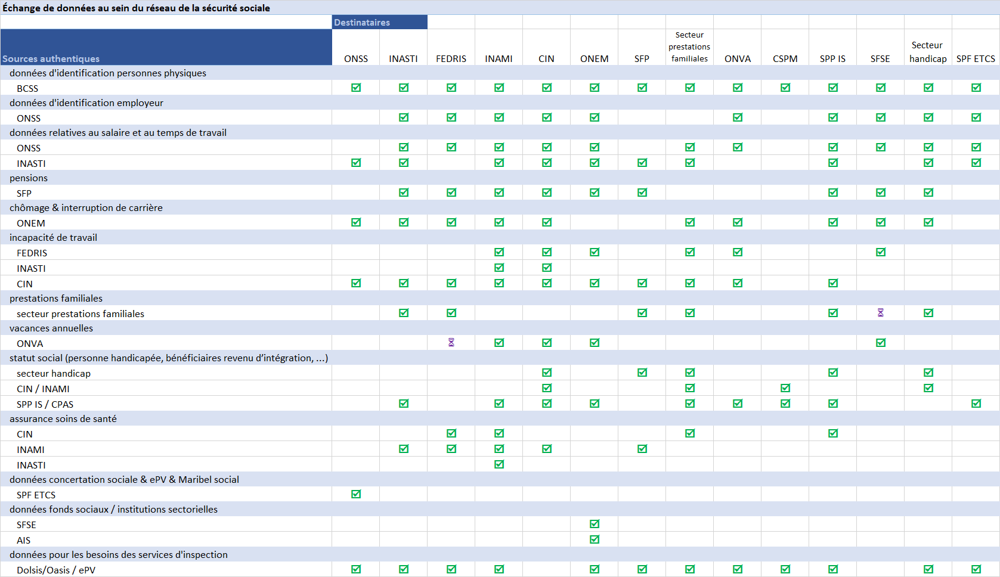 Échange de données au sein du réseau de la sécurité sociale
Destinataires
Sources authentiques ONSS INASTI FEDRIS INAMI CIN ONEM SFP Secteur prestations familiales ONVA CSPM SPP IS SFSE Secteur handicap SPF ETCS
données d'identification personnes physiques
BCSS ☑ ☑ ☑ ☑ ☑ ☑ ☑ ☑ ☑ ☑ ☑ ☑ ☑ ☑
données d'identification employeur
ONSS ☑ ☑ ☑ ☑ ☑ ☑ ☑ ☑ ☑ ☑
données relatives au salaire et au temps de travail
ONSS ☑ ☑ ☑ ☑ ☑ ☑ ☑ ☑ ☑ ☑ ☑
INASTI ☑ ☑ ☑ ☑ ☑ ☑ ☑ ☑ ☑ ☑
pensions
SFP ☑ ☑ ☑ ☑ ☑ ☑ ☑ ☑ ☑
chômage & interruption de carrière
ONEM ☑ ☑ ☑ ☑ ☑ ☑ ☑ ☑ ☑ ☑
incapacité de travail
FEDRIS ☑ ☑ ☑ ☑ ☑ ☑
INASTI ☑ ☑
CIN ☑ ☑ ☑ ☑ ☑ ☑ ☑ ☑ ☑ ☑
prestations familiales
secteur prestations familiales ☑ ☑ ☑ ☑ ☑ ⌛ ☑
vacances annuelles
ONVA ⌛ ☑ ☑ ☑ ☑
statut social (personne handicapée, bénéficiaires revenu d’intégration, ...)
secteur handicap ☑ ☑ ☑ ☑ ☑
CIN / INAMI ☑ ☑ ☑ ☑
SPP IS / CPAS ☑ ☑ ☑ ☑ ☑ ☑ ☑ ☑ ☑
assurance soins de santé
CIN ☑ ☑ ☑ ☑
INAMI ☑ ☑ ☑ ☑ ☑
INASTI ☑
données concertation sociale & ePV & Maribel social
SPF ETCS ☑
données fonds sociaux / institutions sectorielles
SFSE ☑
AIS ☑
données pour les besoins des services d'inspection
Dolsis/Oasis / ePV ☑ ☑ ☑ ☑ ☑ ☑ ☑ ☑ ☑ ☑ ☑ ☑